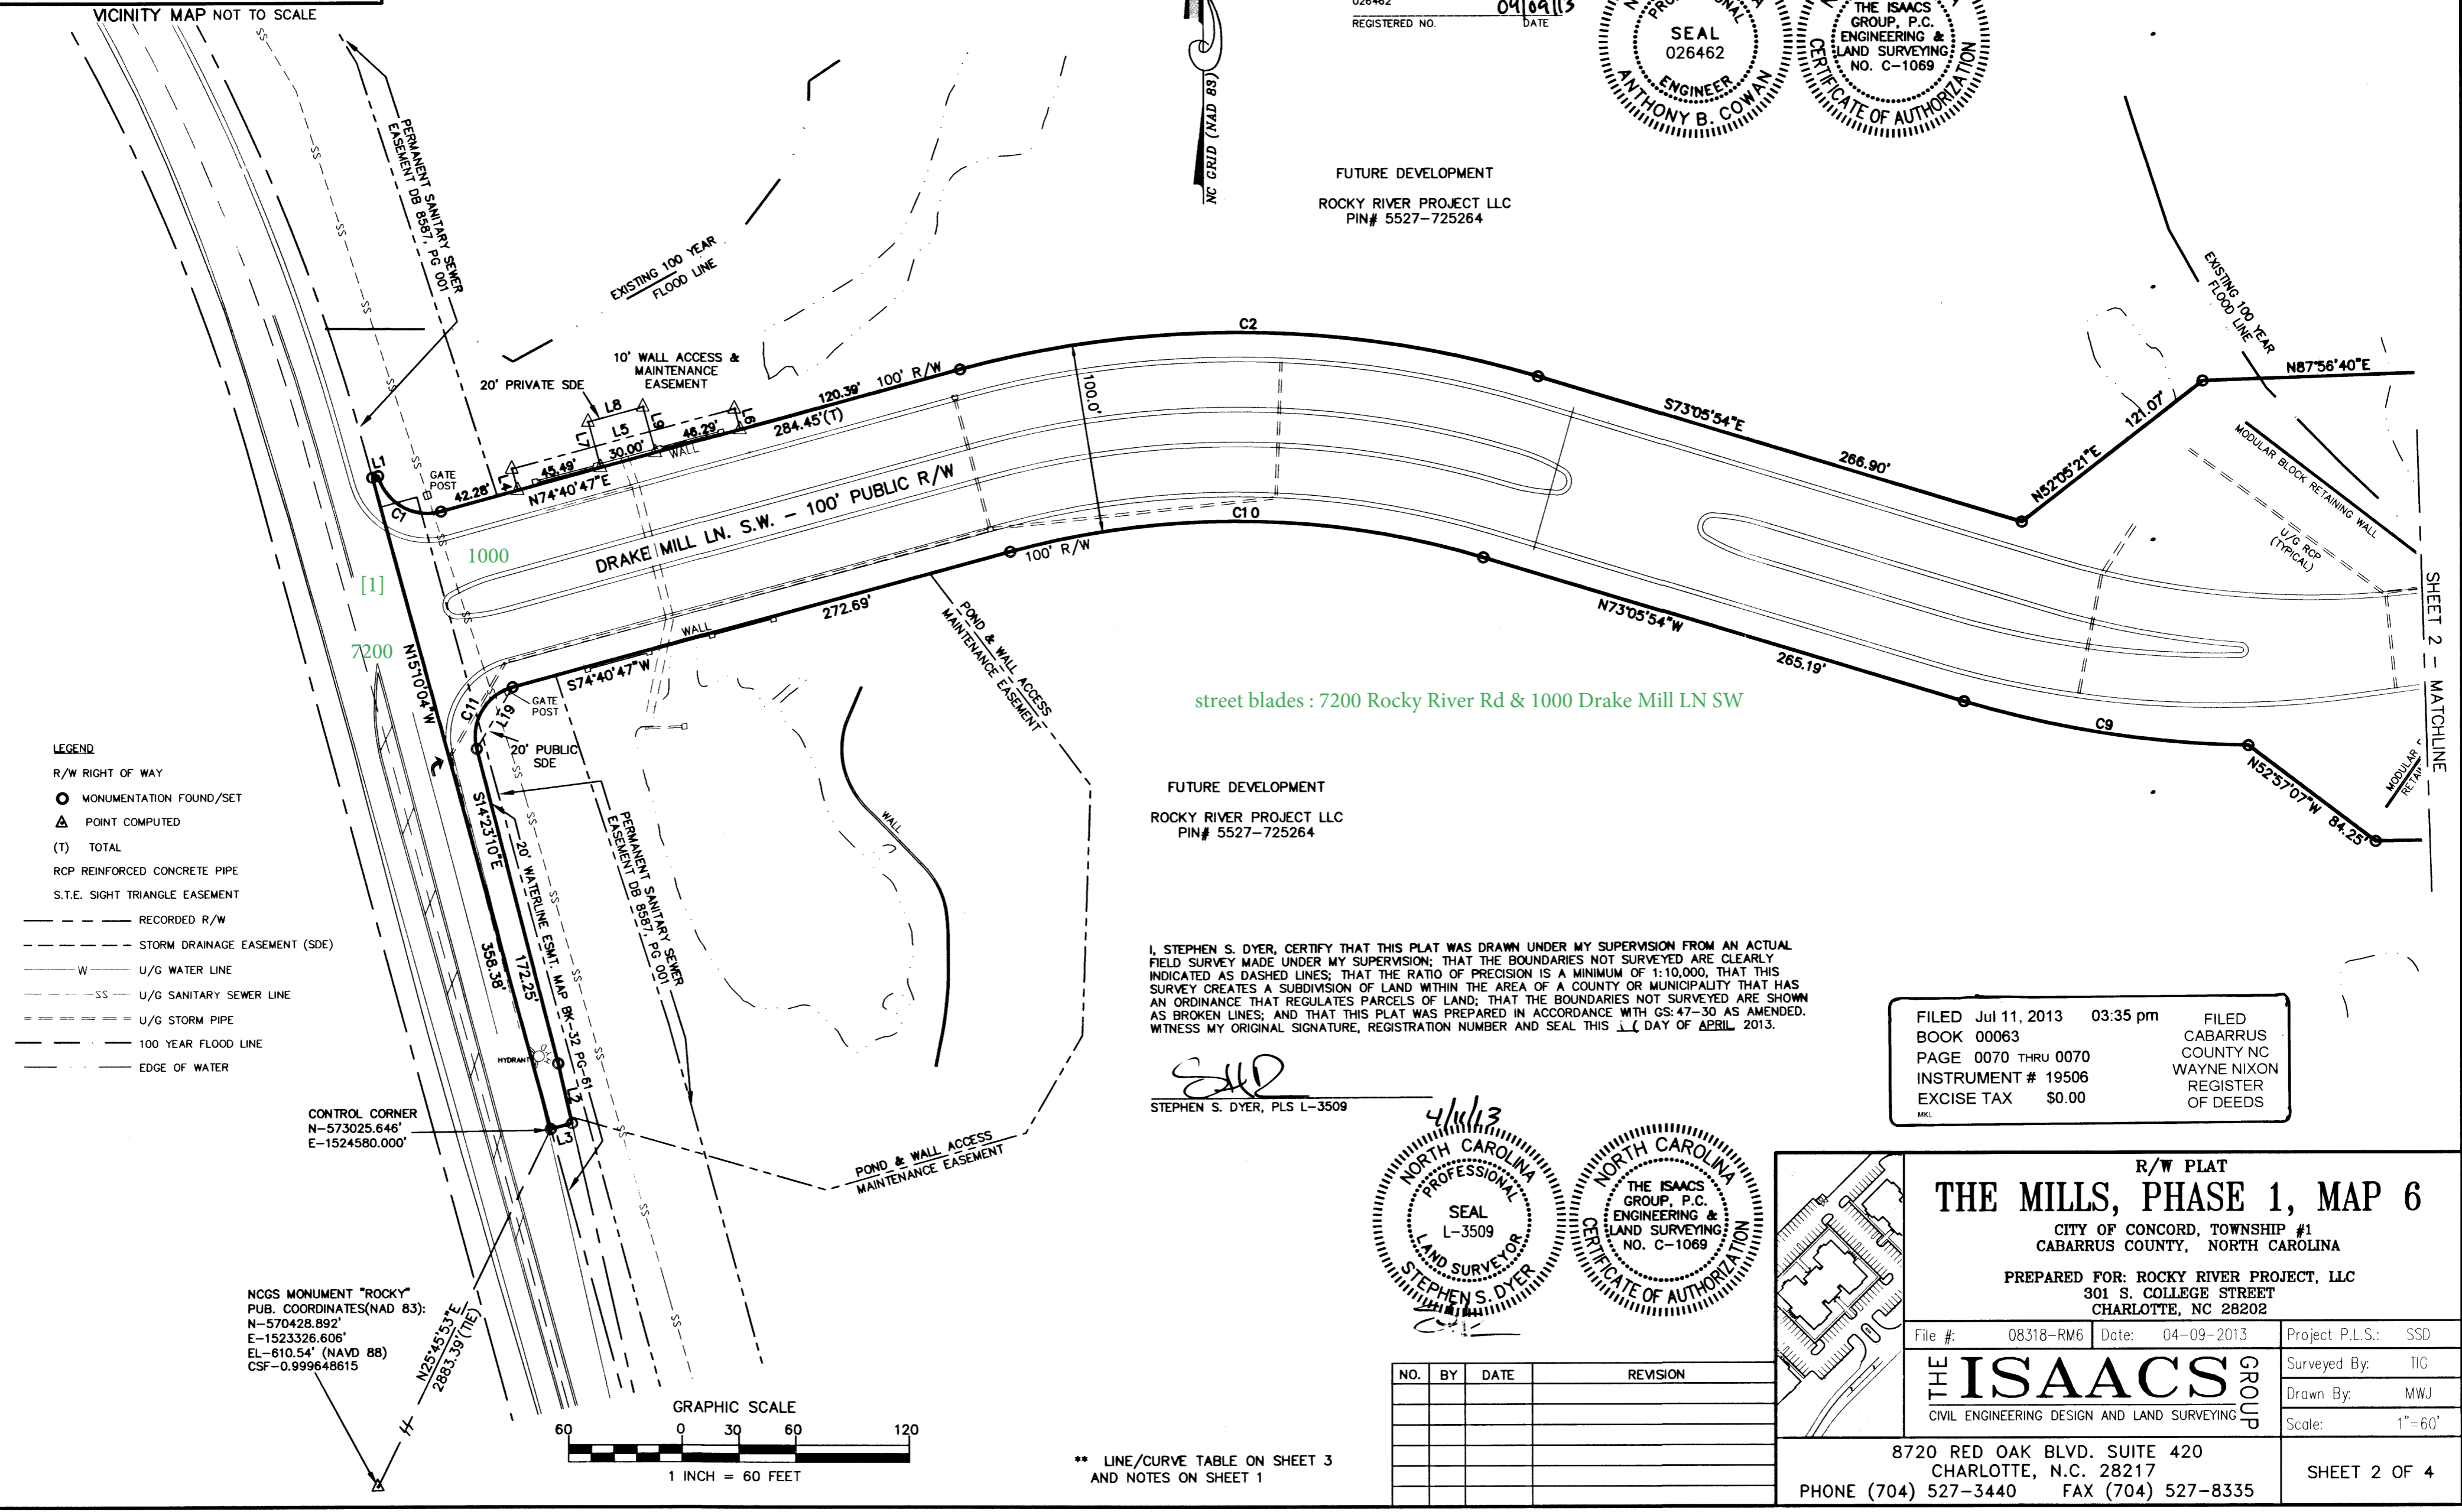 VICINITY MAP NOT TO SCALE
026462
09/09/13
REGISTERED NO.
DATE
SEAL
026462
ENGINEER
ANTHONY B. COWAN
THE ISAACS
GROUP, P.C.
ENGINEERING &
LAND SURVEYING
NO. C-1069
CERTIFICATE OF AUTHORIZATION
NC GRID (NAD 83)
FUTURE DEVELOPMENT
ROCKY RIVER PROJECT LLC
PIN# 5527-725264
PERMANENT SANITARY SEWER
EASEMENT DB 8587, PG 001
EXISTING 100 YEAR
FLOOD LINE
EXISTING 100 YEAR
FLOOD LINE
10' WALL ACCESS &
MAINTENANCE
EASEMENT
20' PRIVATE SDE
L8
L5
L7
L9
L6
L4
L1
C1
GATE
POST
42.28'
45.49'
30.00'
46.29'
WALL
N74°40'47"E
120.39'
284.45'(T)
100' R/W
C2
100.0'
S73°05'54"E
266.90'
N52°05'21"E
121.07'
N87°56'40"E
MODULAR BLOCK RETAINING WALL
U/G RCP
(TYPICAL)
SHEET 2 - MATCHLINE
DRAKE MILL LN. S.W. - 100' PUBLIC R/W
1000
[1]
7200
N15°10'04"W
358.38'
C10
100' R/W
272.69'
WALL
S74°40'47"W
N73°05'54"W
265.19'
C9
N52°57'07"W
84.25'
MODULAR
RETAI
C11
L19
GATE
POST
20' PUBLIC
SDE
S14°23'10"E
172.25'
20' WATERLINE ESMT. MAP BK-32 PG-61
PERMANENT SANITARY SEWER
EASEMENT DB 8587, PG 001
POND & WALL ACCESS
MAINTENANCE EASEMENT
WALL
street blades : 7200 Rocky River Rd & 1000 Drake Mill LN SW
FUTURE DEVELOPMENT
ROCKY RIVER PROJECT LLC
PIN# 5527-725264
LEGEND
R/W RIGHT OF WAY
MONUMENTATION FOUND/SET
POINT COMPUTED
(T) TOTAL
RCP REINFORCED CONCRETE PIPE
S.T.E. SIGHT TRIANGLE EASEMENT
RECORDED R/W
STORM DRAINAGE EASEMENT (SDE)
W U/G WATER LINE
SS U/G SANITARY SEWER LINE
U/G STORM PIPE
100 YEAR FLOOD LINE
EDGE OF WATER
HYDRANT
L2
L3
CONTROL CORNER
N-573025.646'
E-1524580.000'
POND & WALL ACCESS
MAINTENANCE EASEMENT
NCGS MONUMENT "ROCKY"
PUB. COORDINATES(NAD 83):
N-570428.892'
E-1523326.606'
EL-610.54' (NAVD 88)
CSF-0.999648615
N25°45'53"E
2883.39'(TIE)
I, STEPHEN S. DYER, CERTIFY THAT THIS PLAT WAS DRAWN UNDER MY SUPERVISION FROM AN ACTUAL
FIELD SURVEY MADE UNDER MY SUPERVISION; THAT THE BOUNDARIES NOT SURVEYED ARE CLEARLY
INDICATED AS DASHED LINES; THAT THE RATIO OF PRECISION IS A MINIMUM OF 1:10,000, THAT THIS
SURVEY CREATES A SUBDIVISION OF LAND WITHIN THE AREA OF A COUNTY OR MUNICIPALITY THAT HAS
AN ORDINANCE THAT REGULATES PARCELS OF LAND; THAT THE BOUNDARIES NOT SURVEYED ARE SHOWN
AS BROKEN LINES; AND THAT THIS PLAT WAS PREPARED IN ACCORDANCE WITH GS:47-30 AS AMENDED.
WITNESS MY ORIGINAL SIGNATURE, REGISTRATION NUMBER AND SEAL THIS 11 DAY OF APRIL 2013.
STEPHEN S. DYER, PLS L-3509
4/11/13
NORTH CAROLINA
PROFESSIONAL
SEAL
L-3509
LAND SURVEYOR
STEPHEN S. DYER
NORTH CAROLINA
THE ISAACS
GROUP, P.C.
ENGINEERING &
LAND SURVEYING
NO. C-1069
CERTIFICATE OF AUTHORIZATION
FILED Jul 11, 2013 03:35 pm
BOOK 00063
PAGE 0070 THRU 0070
INSTRUMENT # 19506
EXCISE TAX $0.00
MKL
FILED
CABARRUS
COUNTY NC
WAYNE NIXON
REGISTER
OF DEEDS
R/W PLAT
THE MILLS, PHASE 1, MAP 6
CITY OF CONCORD, TOWNSHIP #1
CABARRUS COUNTY, NORTH CAROLINA
PREPARED FOR: ROCKY RIVER PROJECT, LLC
301 S. COLLEGE STREET
CHARLOTTE, NC 28202
File #: 08318-RM6 Date: 04-09-2013 Project P.L.S.: SSD
THE ISAACS GROUP
CIVIL ENGINEERING DESIGN AND LAND SURVEYING
Surveyed By: TIG
Drawn By: MWJ
Scale: 1"=60'
8720 RED OAK BLVD. SUITE 420
CHARLOTTE, N.C. 28217
PHONE (704) 527-3440 FAX (704) 527-8335
SHEET 2 OF 4
NO. BY DATE REVISION
GRAPHIC SCALE
60 0 30 60 120
1 INCH = 60 FEET
** LINE/CURVE TABLE ON SHEET 3
AND NOTES ON SHEET 1